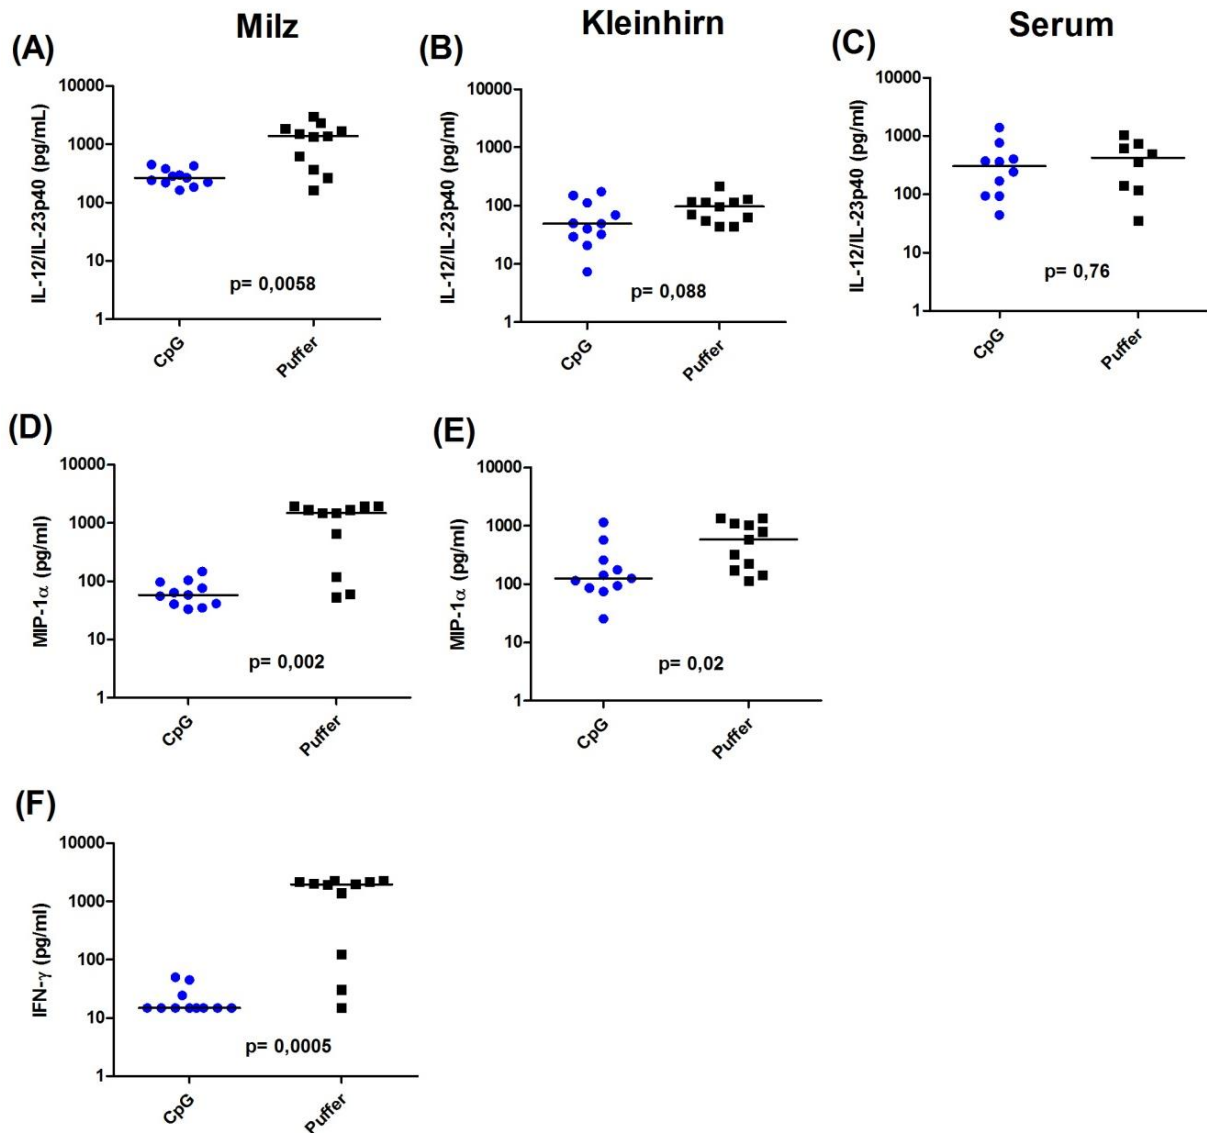 Milz
Kleinhirn
Serum
(A)
IL-12/IL-23p40 (pg/mL)
10000
1000
100
10
1
p= 0,0058
CpG
Puffer
(B)
IL-12/IL-23p40 (pg/ml)
10000
1000
100
10
1
p= 0,088
CpG
Puffer
(C)
IL-12/IL-23p40 (pg/ml)
10000
1000
100
10
1
p= 0,76
CpG
Puffer
(D)
MIP-1α (pg/ml)
10000
1000
100
10
1
p= 0,002
CpG
Puffer
(E)
MIP-1α (pg/ml)
10000
1000
100
10
1
p= 0,02
CpG
Puffer
(F)
IFN-γ (pg/ml)
10000
1000
100
10
1
p= 0,0005
CpG
Puffer